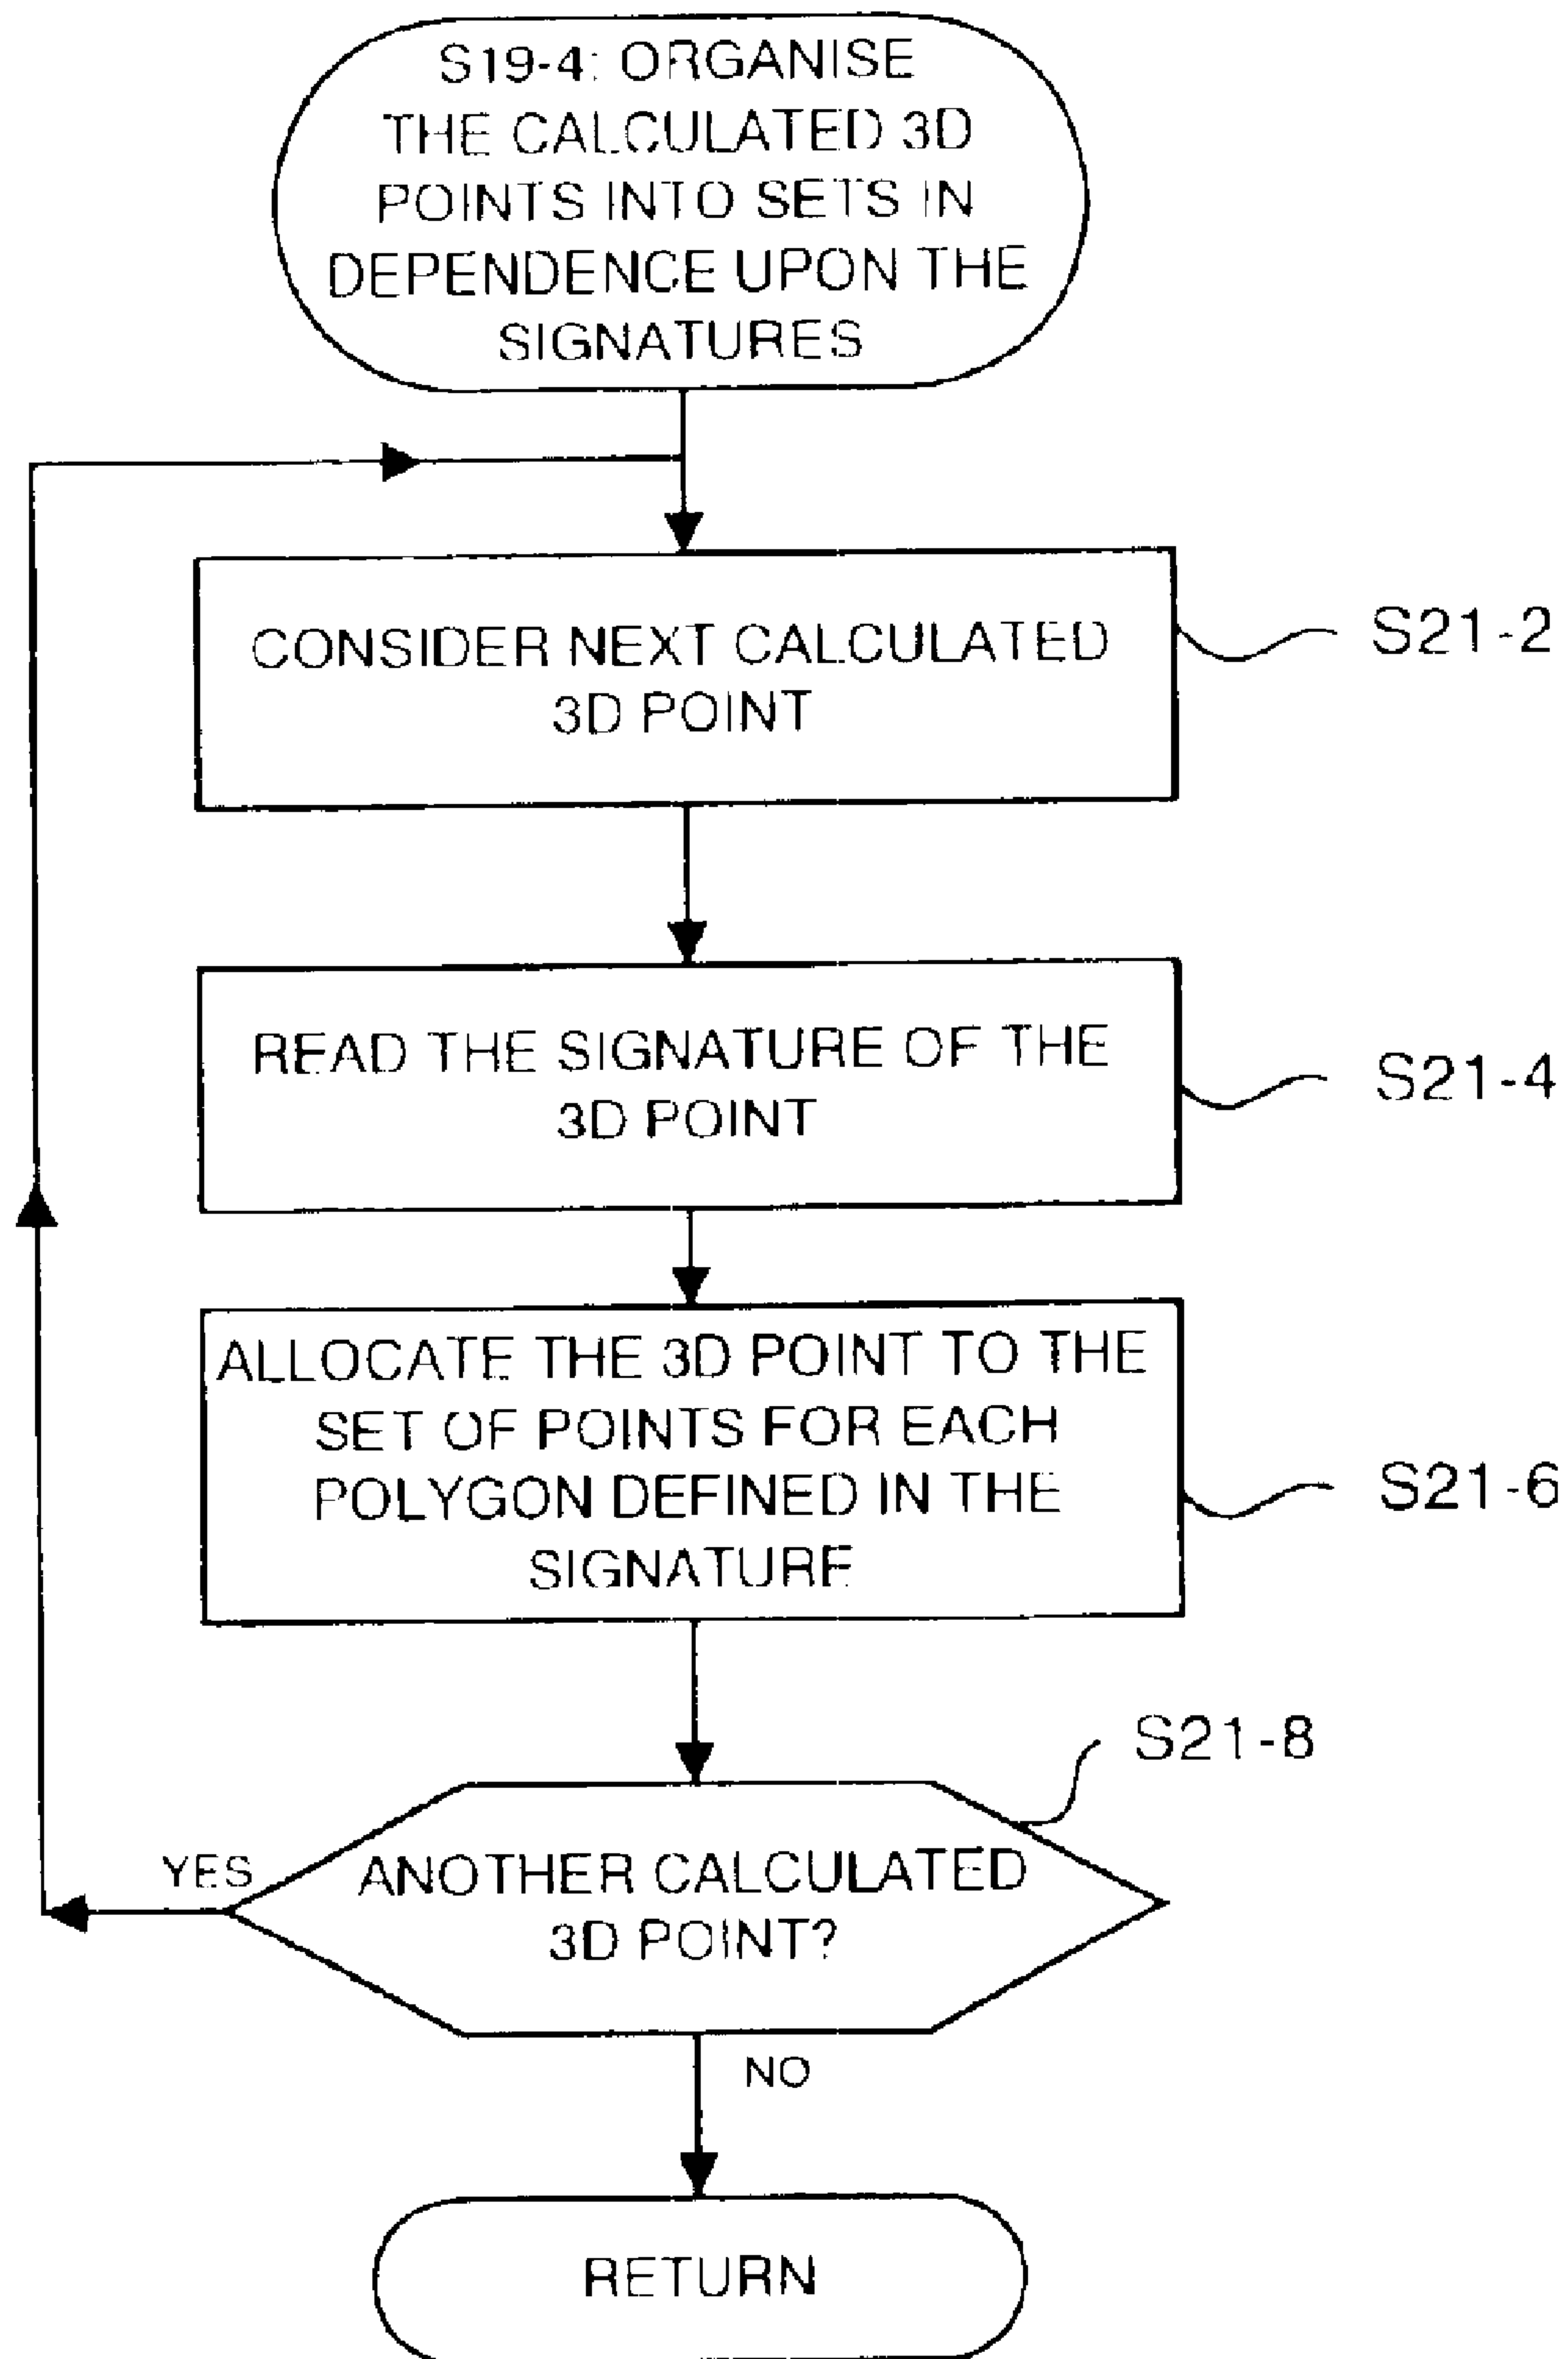 S19-4: ORGANISE
THE CALCULATED 3D
POINTS INTO SETS IN
DEPENDENCE UPON THE
SIGNATURES
CONSIDER NEXT CALCULATED
3D POINT
S21-2
READ THE SIGNATURE OF THE
3D POINT
S21-4
ALLOCATE THE 3D POINT TO THE
SET OF POINTS FOR EACH
POLYGON DEFINED IN THE
SIGNATURE
S21-6
S21-8
YES
ANOTHER CALCULATED
3D POINT?
NO
RETURN